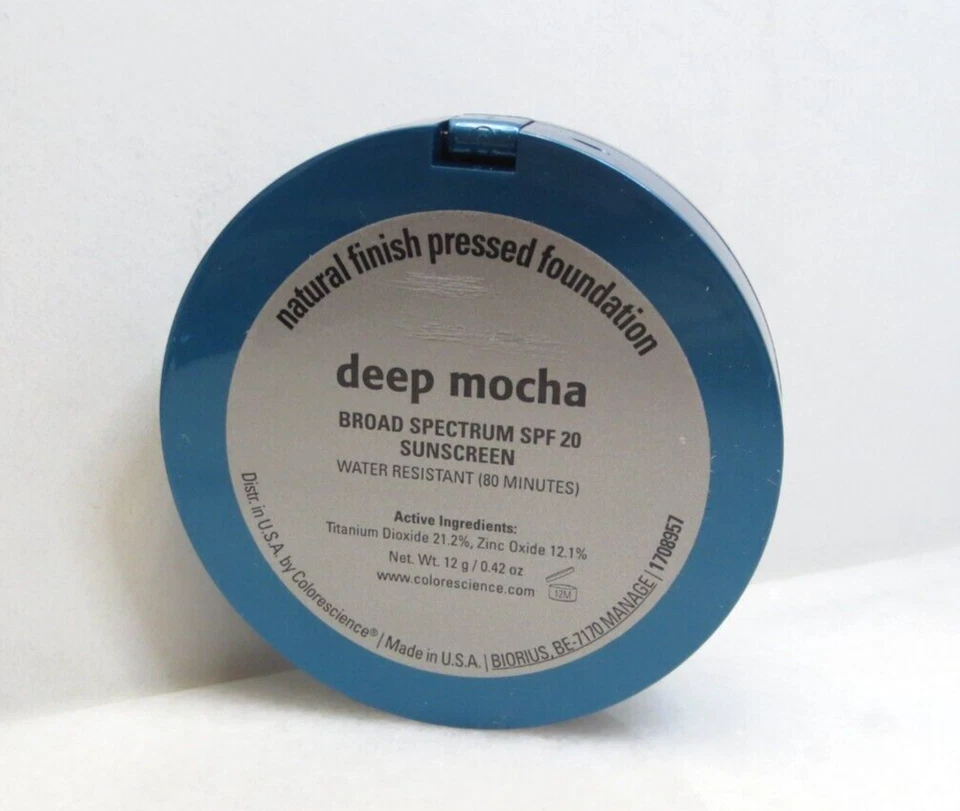 natural finish pressed foundation
deep mocha
BROAD SPECTRUM SPF 20
SUNSCREEN
WATER RESISTANT (80 MINUTES)
Active Ingredients:
Titanium Dioxide 21.2%, Zinc Oxide 12.1%
Net. Wt. 12 g / 0.42 oz
www.colorescience.com
12M
Distr. in U.S.A. by Colorescience® | Made in U.S.A. | BIORIUS, BE-7170 MANAGE | 1708957